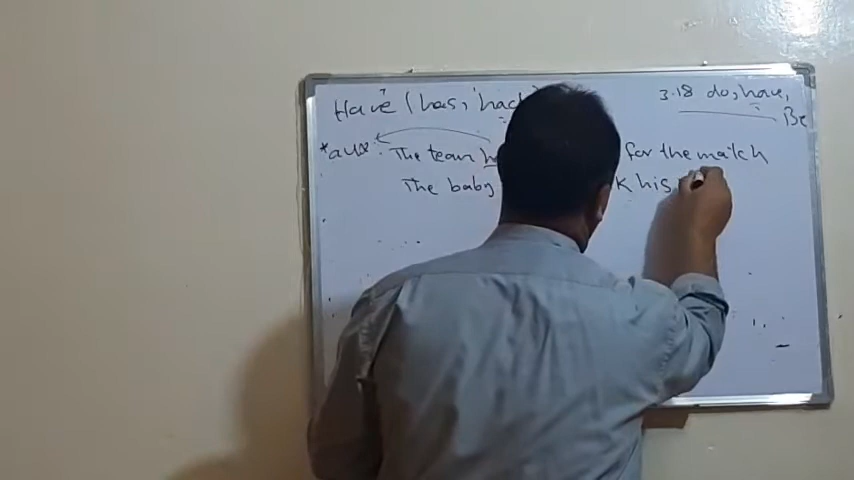 Have (has, had
3.18 do, have,
Be
*aux. The team for the match
The baby his